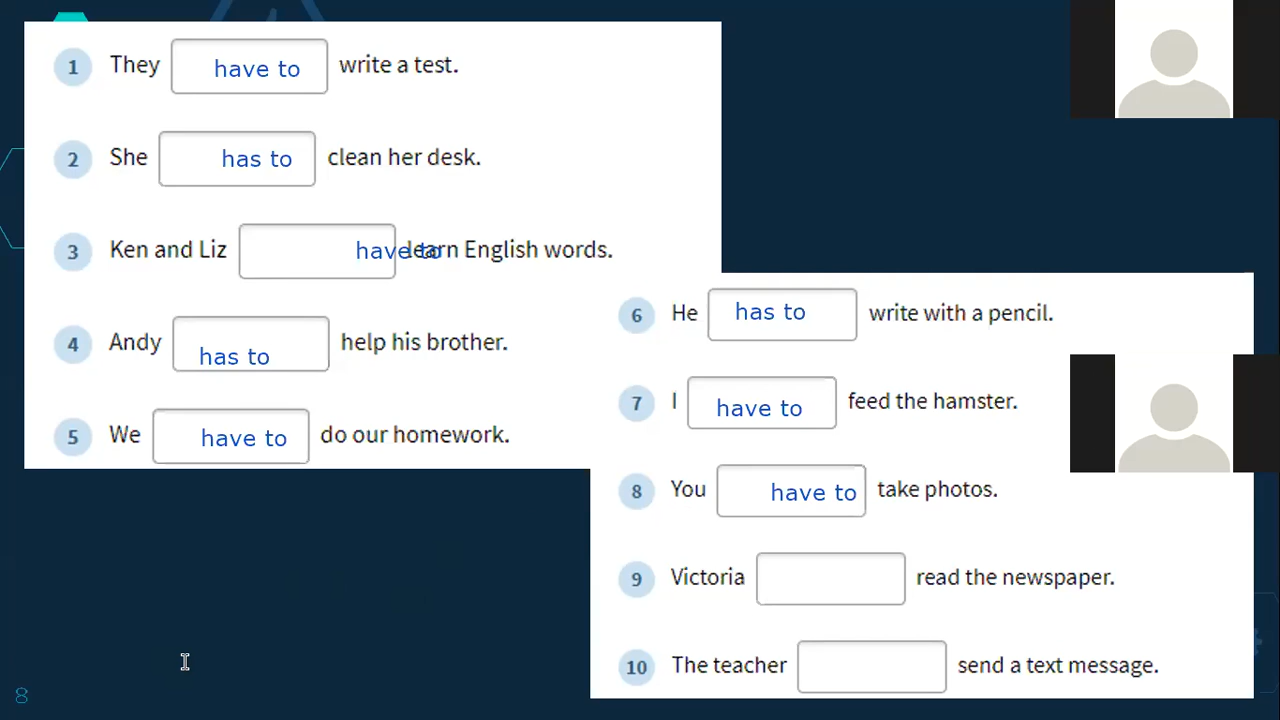 1 They have to write a test.
2 She has to clean her desk.
3 Ken and Liz have to learn English words.
4 Andy has to help his brother.
5 We have to do our homework.
6 He has to write with a pencil.
7 I have to feed the hamster.
8 You have to take photos.
9 Victoria read the newspaper.
10 The teacher send a text message.
8